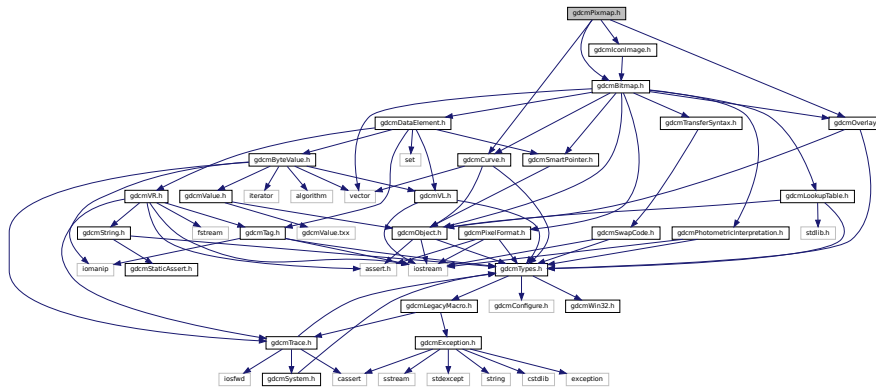 gdcmPixmap.h
gdcmIconImage.h
gdcmBitmap.h
gdcmDataElement.h
gdcmTransferSyntax.h
gdcmOverlay
gdcmByteValue.h
set
gdcmCurve.h
gdcmSmartPointer.h
gdcmVR.h
gdcmValue.h
iterator
algorithm
vector
gdcmVL.h
gdcmLookupTable.h
gdcmString.h
gdcmTag.h
fstream
gdcmValue.txx
gdcmObject.h
gdcmPixelFormat.h
gdcmSwapCode.h
gdcmPhotometricInterpretation.h
stdlib.h
iomanip
gdcmStaticAssert.h
assert.h
iostream
gdcmTypes.h
gdcmLegacyMacro.h
gdcmConfigure.h
gdcmWin32.h
gdcmTrace.h
gdcmException.h
iosfwd
gdcmSystem.h
cassert
sstream
stdexcept
string
cstdlib
exception